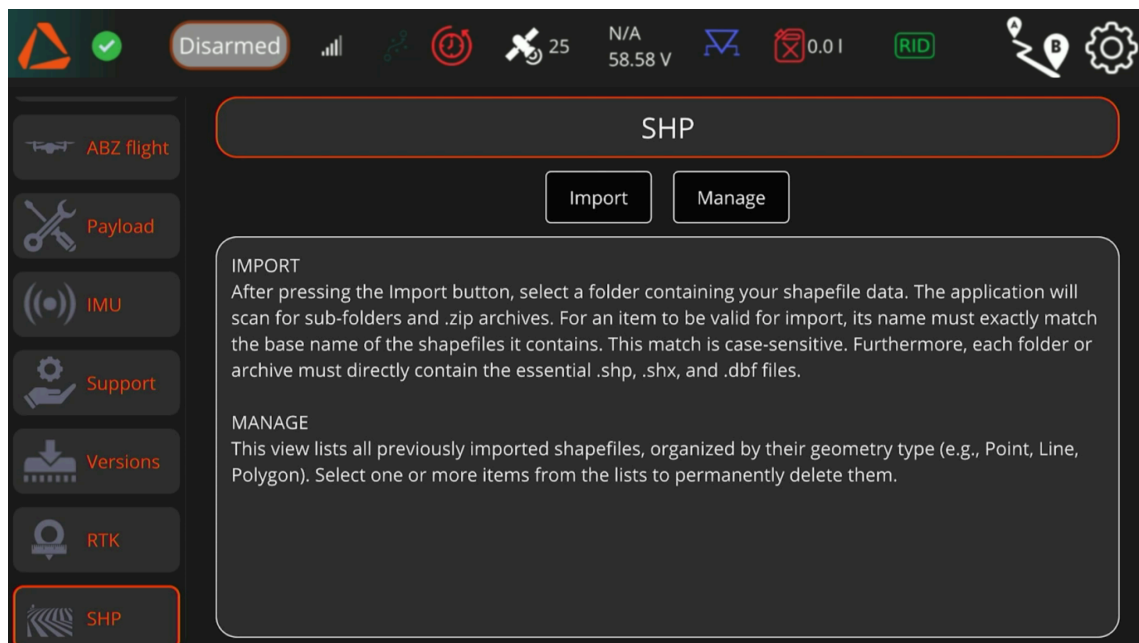 Disarmed
25
N/A
58.58 V
0.0 l
RID
A
B
ABZ flight
Payload
IMU
Support
Versions
RTK
SHP
SHP
Import
Manage
IMPORT
After pressing the Import button, select a folder containing your shapefile data. The application will
scan for sub-folders and .zip archives. For an item to be valid for import, its name must exactly match
the base name of the shapefiles it contains. This match is case-sensitive. Furthermore, each folder or
archive must directly contain the essential .shp, .shx, and .dbf files.
MANAGE
This view lists all previously imported shapefiles, organized by their geometry type (e.g., Point, Line,
Polygon). Select one or more items from the lists to permanently delete them.